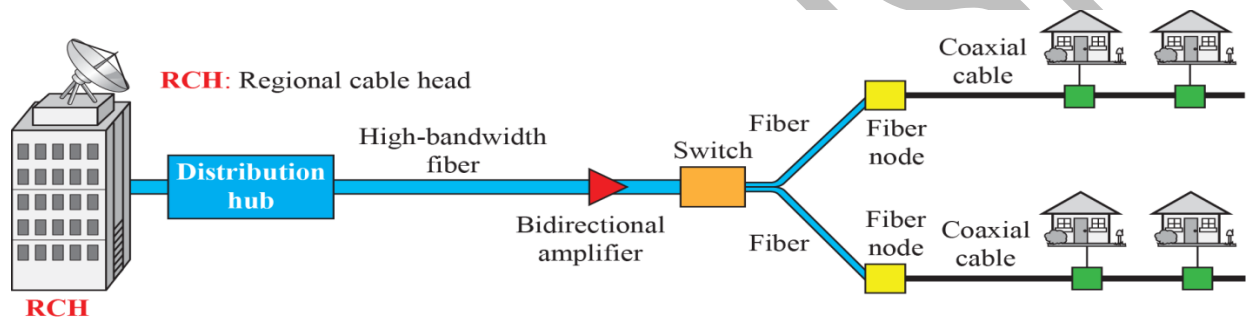 RCH: Regional cable head
RCH
Distribution
hub
High-bandwidth
fiber
Bidirectional
amplifier
Switch
Fiber
Fiber
Fiber
node
Coaxial
cable
Fiber
node
Coaxial
cable